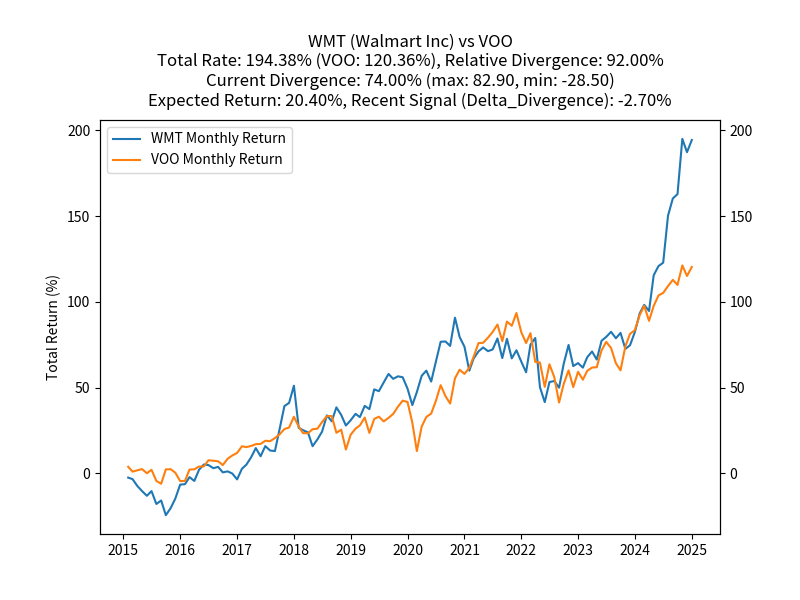 WMT (Walmart Inc) vs VOO
Total Rate: 194.38% (VOO: 120.36%), Relative Divergence: 92.00%
Current Divergence: 74.00% (max: 82.90, min: -28.50)
Expected Return: 20.40%, Recent Signal (Delta_Divergence): -2.70%
WMT Monthly Return
VOO Monthly Return
Total Return (%)
200
150
100
50
0
200
150
100
50
0
2015 2016 2017 2018 2019 2020 2021 2022 2023 2024 2025